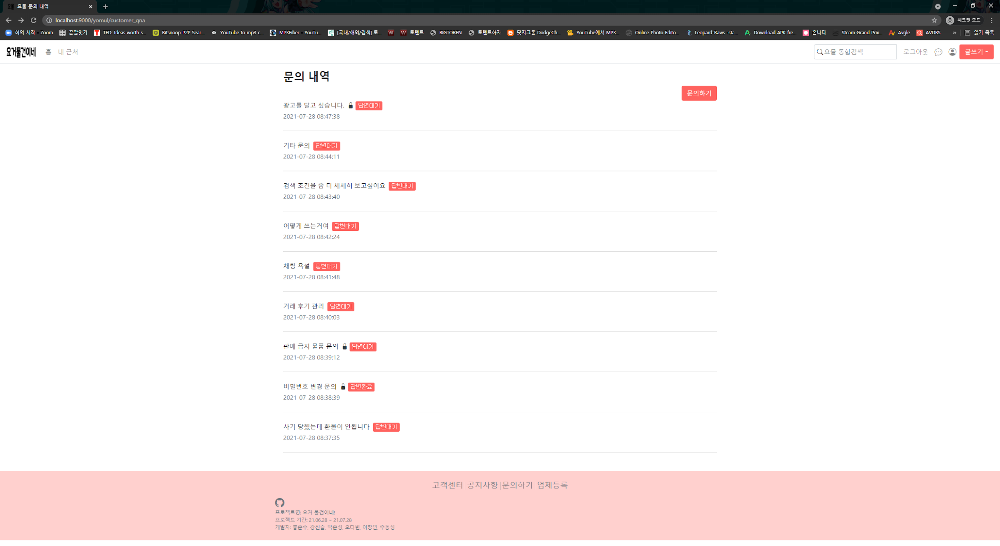 요물 요물 문의 내역
localhost:9000/yomul/customer_qna
시크릿 모드
회의 시작 - Zoom 끝말잇기 TED: Ideas worth s... Bitsnoop P2P Sear... YouTube to mp3 c... MP3Fiber - YouTu... [국내/해외/검색] 토... 토렌트 BIGTOREN 토렌트하자 닷지크롬 DodgeCh... YouTube에서 MP3... Online Photo Edito... Leopard-Raws -sta... Download APK fre... 온나다 Steam Grand Prix... Avgle AVDBS » 읽기 목록
요거물건이네 홈 내 근처 요물 통합검색 로그아웃 글쓰기
문의 내역
문의하기
광고를 달고 싶습니다. 답변대기
2021-07-28 08:47:38
기타 문의 답변대기
2021-07-28 08:44:11
검색 조건을 좀 더 세세히 보고싶어요 답변대기
2021-07-28 08:43:40
어떻게 쓰는거여 답변대기
2021-07-28 08:42:24
채팅 욕설 답변대기
2021-07-28 08:41:48
거래 후기 관리 답변대기
2021-07-28 08:40:03
판매 금지 물품 문의 답변대기
2021-07-28 08:39:12
비밀번호 변경 문의 답변완료
2021-07-28 08:38:39
사기 당했는데 환불이 안됩니다 답변대기
2021-07-28 08:37:35
고객센터|공지사항|문의하기|업체등록
프로젝트명: 요거 물건이네!
프로젝트 기간: 21.06.28 ~ 21.07.28
개발자: 홍준수, 강진슬, 박준성, 오다빈, 이창민, 주동성